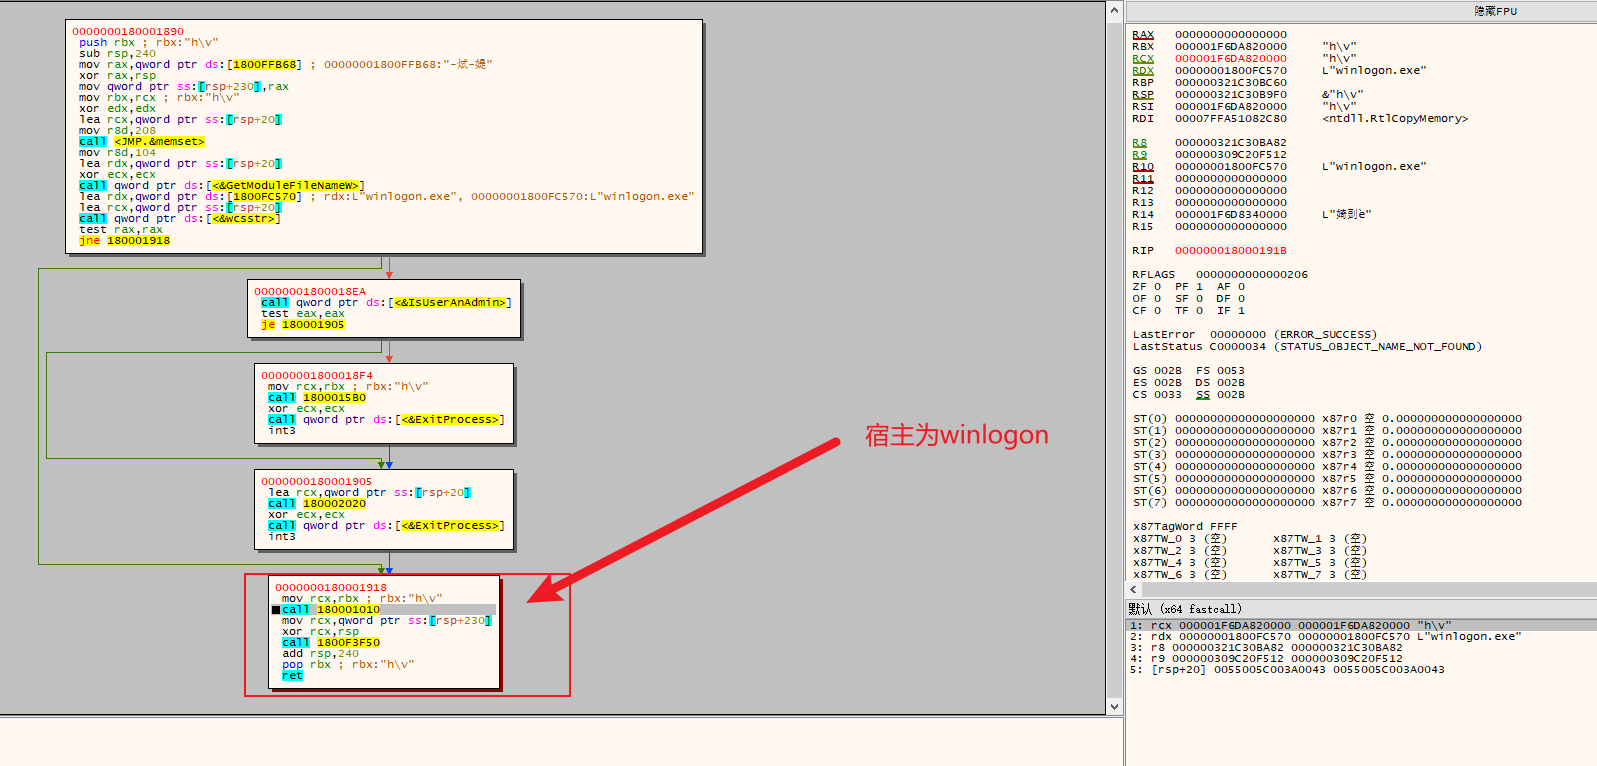 0000000180001890
push rbx ; rbx:"h\v"
sub rsp,240
mov rax,qword ptr ds:[1800FFB68] ; 00000001800FFB68:"-斌-媞"
xor rax,rsp
mov qword ptr ss:[rsp+230],rax
mov rbx,rcx ; rbx:"h\v"
xor edx,edx
lea rcx,qword ptr ss:[rsp+20]
mov r8d,208
call <JMP.&memset>
mov r8d,104
lea rdx,qword ptr ss:[rsp+20]
xor ecx,ecx
call qword ptr ds:[<&GetModuleFileNameW>]
lea rdx,qword ptr ds:[1800FC570] ; rdx:L"winlogon.exe", 00000001800FC570:L"winlogon.exe"
lea rcx,qword ptr ss:[rsp+20]
call qword ptr ds:[<&wcsstr>]
test rax,rax
jne 180001918
00000001800018EA
call qword ptr ds:[<&IsUserAnAdmin>]
test eax,eax
je 180001905
00000001800018F4
mov rcx,rbx ; rbx:"h\v"
call 1800015B0
xor ecx,ecx
call qword ptr ds:[<&ExitProcess>]
int3
0000000180001905
lea rcx,qword ptr ss:[rsp+20]
call 180002020
xor ecx,ecx
call qword ptr ds:[<&ExitProcess>]
int3
0000000180001918
mov rcx,rbx ; rbx:"h\v"
call 180001010
mov rcx,qword ptr ss:[rsp+230]
xor rcx,rsp
call 1800F3F50
add rsp,240
pop rbx ; rbx:"h\v"
ret
宿主为winlogon
隐藏FPU
RAX 0000000000000000
RBX 000001F6DA820000 "h\v"
RCX 000001F6DA820000 "h\v"
RDX 00000001800FC570 L"winlogon.exe"
RBP 000000321C30BC60
RSP 000000321C30B9F0 &"h\v"
RSI 000001F6DA820000 "h\v"
RDI 00007FFA51082C80 <ntdll.RtlCopyMemory>
R8 000000321C30BA82
R9 000000309C20F512
R10 00000001800FC570 L"winlogon.exe"
R11 0000000000000000
R12 0000000000000000
R13 0000000000000000
R14 000001F6D8340000
R15 0000000000000000
RIP 000000018000191B
RFLAGS 0000000000000206
ZF 0 PF 1 AF 0
OF 0 SF 0 DF 0
CF 0 TF 0 IF 1
LastError 00000000 (ERROR_SUCCESS)
LastStatus C0000034 (STATUS_OBJECT_NAME_NOT_FOUND)
GS 002B FS 0053
ES 002B DS 002B
CS 0033 SS 002B
ST(0) 00000000000000000000 x87r0 空 0.000000000000000000
ST(1) 00000000000000000000 x87r1 空 0.000000000000000000
ST(2) 00000000000000000000 x87r2 空 0.000000000000000000
ST(3) 00000000000000000000 x87r3 空 0.000000000000000000
ST(4) 00000000000000000000 x87r4 空 0.000000000000000000
ST(5) 00000000000000000000 x87r5 空 0.000000000000000000
ST(6) 00000000000000000000 x87r6 空 0.000000000000000000
ST(7) 00000000000000000000 x87r7 空 0.000000000000000000
x87TagWord FFFF
x87TW_0 3 (空) x87TW_1 3 (空)
x87TW_2 3 (空) x87TW_3 3 (空)
x87TW_4 3 (空) x87TW_5 3 (空)
x87TW_6 3 (空) x87TW_7 3 (空)
默认 (x64 fastcall)
1: rcx 000001F6DA820000 000001F6DA820000 "h\v"
2: rdx 00000001800FC570 00000001800FC570 L"winlogon.exe"
3: r8 000000321C30BA82 000000321C30BA82
4: r9 000000309C20F512 000000309C20F512
5: [rsp+20] 0055005C003A0043 0055005C003A0043